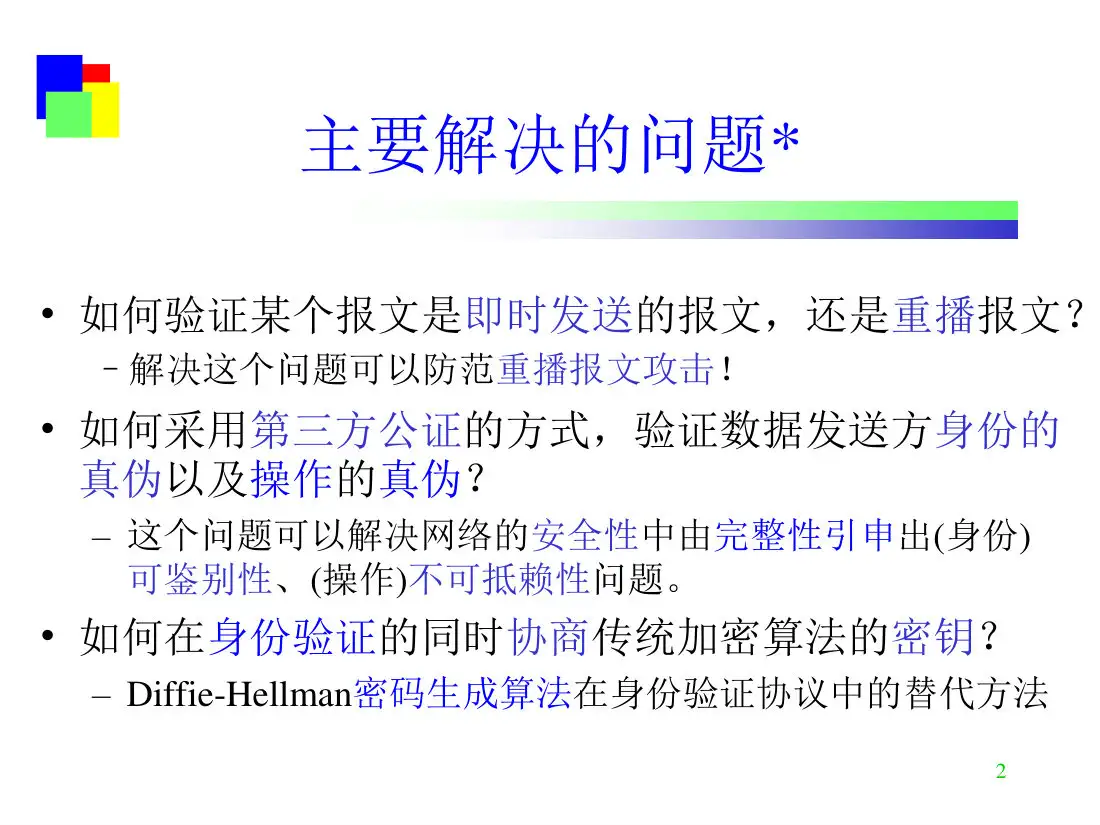 主要解决的问题*
• 如何验证某个报文是即时发送的报文，还是重播报文？
– 解决这个问题可以防范重播报文攻击！
• 如何采用第三方公证的方式，验证数据发送方身份的
真伪以及操作的真伪？
– 这个问题可以解决网络的安全性中由完整性引申出(身份)
可鉴别性、(操作)不可抵赖性问题。
• 如何在身份验证的同时协商传统加密算法的密钥？
– Diffie-Hellman密码生成算法在身份验证协议中的替代方法
2